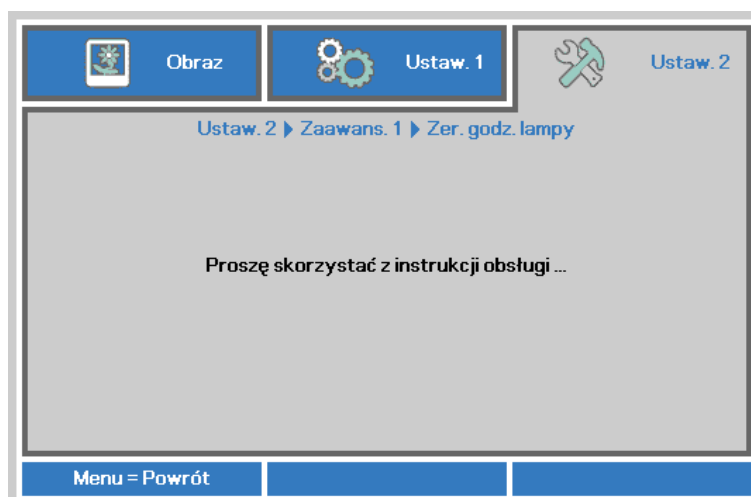 Obraz
Ustaw. 1
Ustaw. 2
Ustaw. 2 Zaawans. 1 Zer. godz. lampy
Proszę skorzystać z instrukcji obsługi ...
Menu = Powrót